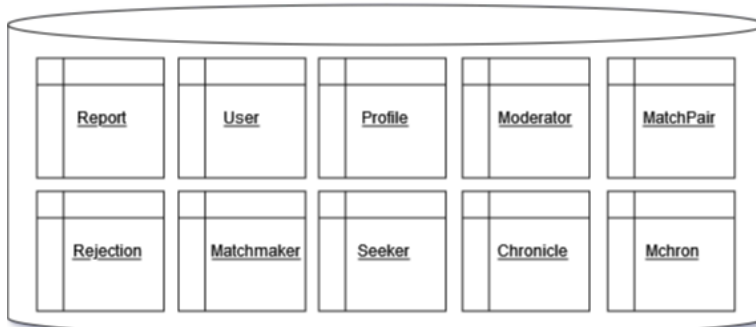 Report User Profile Moderator MatchPair
Rejection Matchmaker Seeker Chronicle Mchron